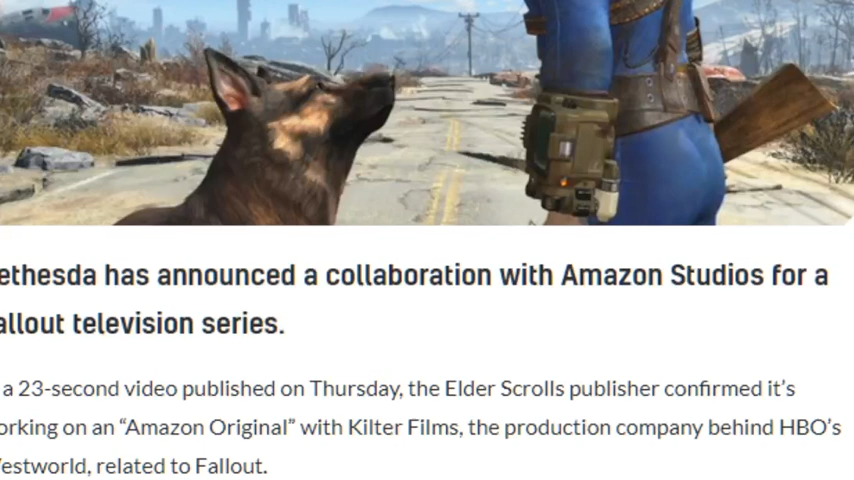 ethesda has announced a collaboration with Amazon Studios for a
allout television series.
a 23-second video published on Thursday, the Elder Scrolls publisher confirmed it's
orking on an “Amazon Original” with Kilter Films, the production company behind HBO's
estworld, related to Fallout.